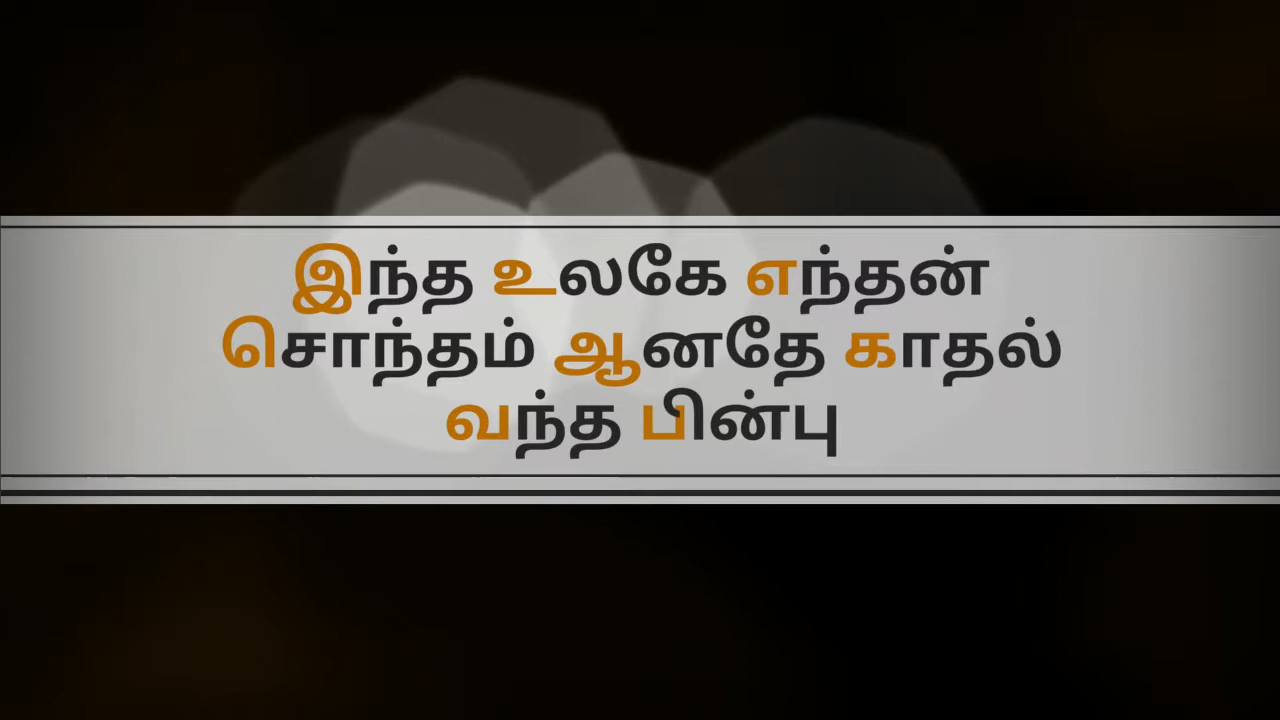 இந்த உலகே எந்தன்
சொந்தம் ஆனதே காதல்
வந்த பின்பு